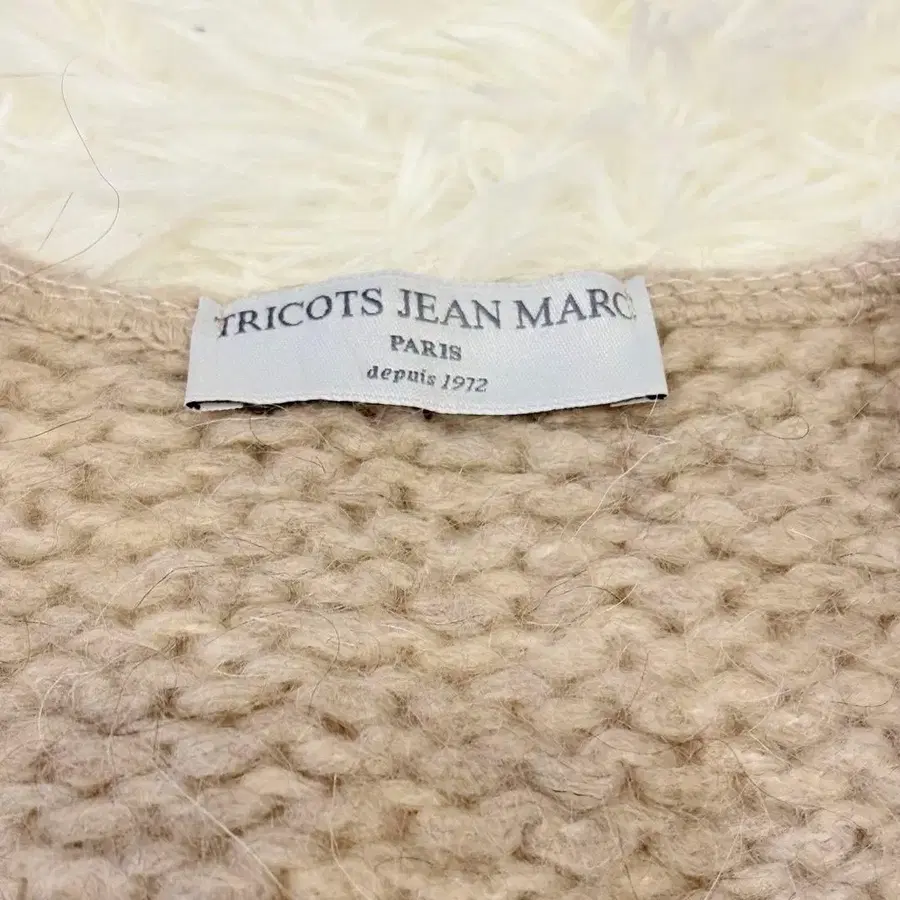 TRICOTS JEAN MARC
PARIS
depuis 1972